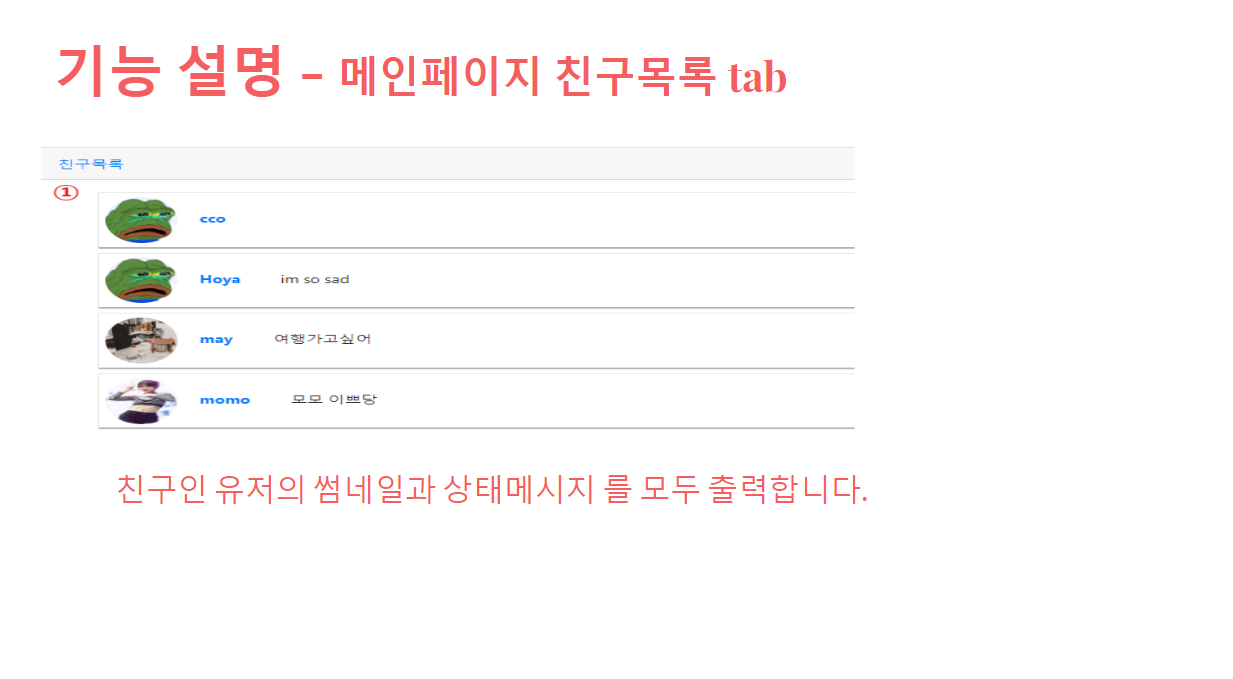 기능 설명 – 메인페이지 친구목록 tab
친구목록
①
cco
Hoya im so sad
may 여행가고싶어
momo 모모 이쁘당
친구인 유저의 썸네일과 상태메시지 를 모두 출력합니다.